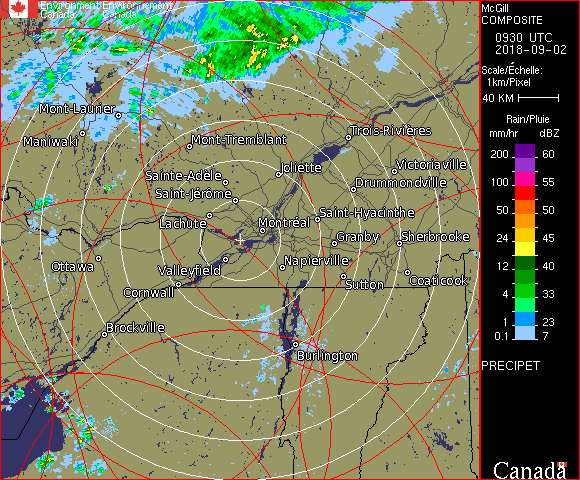 Environment Environnement
Canada Canada
McGill
COMPOSITE
0930 UTC
2018-09-02
Scale/Échelle:
1km/Pixel
40 KM
Rain/Pluie
mm/hr dBZ
200 60
150 57
100 55
50 50
24 45
12 40
4 33
1 23
0.1 7
PRECIPET
Mont-Laurier
Maniwaki
Mont-Tremblant
Trois-Rivières
Sainte-Adèle
Joliette
Victoriaville
Saint-Jérôme
Drummondville
Lachute
Montréal
Saint-Hyacinthe
Granby
Sherbrooke
Ottawa
Valleyfield
Napierville
Cornwall
Sutton
Coaticook
Brockville
Burlington
Canada